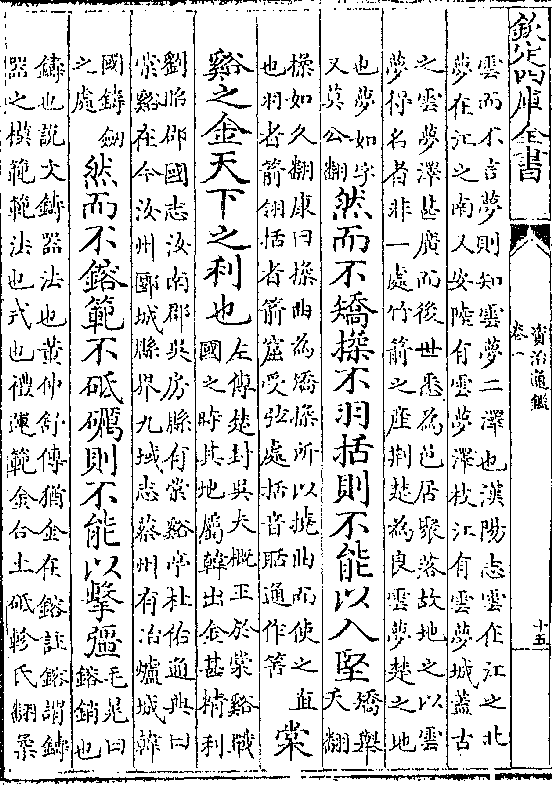 欽定四庫全書
資治通鑑
卷一
十五
雲而不言夢則知雲夢二澤也漢陽志雲在江之北
夢在江之南又安陸有雲夢澤枝江有雲夢城蓋古
之雲夢澤甚廣而後世悉為邑居聚落故地之以雲
夢得名者非一處竹箭之產荆楚為良雲夢楚之地
也夢如字
又莫公翻
然而不矯揉不羽括則不能以入堅
矯舉
夭翻
揉如久翻康曰揉曲為矯揉所以撓曲而使之直
也羽者箭翎括者箭窟受弦處括音聒通作筈
棠
谿之金天下之利也
左傳楚封吳夫概王於棠谿戰
國之時其地屬韓出金甚精利
劉昭郡國志汝南郡吳房縣有棠谿亭杜佑通典曰
棠谿在今汝州郾城縣界九域志蔡州有冶爐城韓
國鑄劒
之處
然而不鎔範不砥礪則不能以擊彊
毛晃曰
鎔銷也
鑄也說文鑄器法也董仲舒傳猶金在鎔註鎔謂鑄
器之模範範法也式也禮運範金合土砥軫氏翻柔